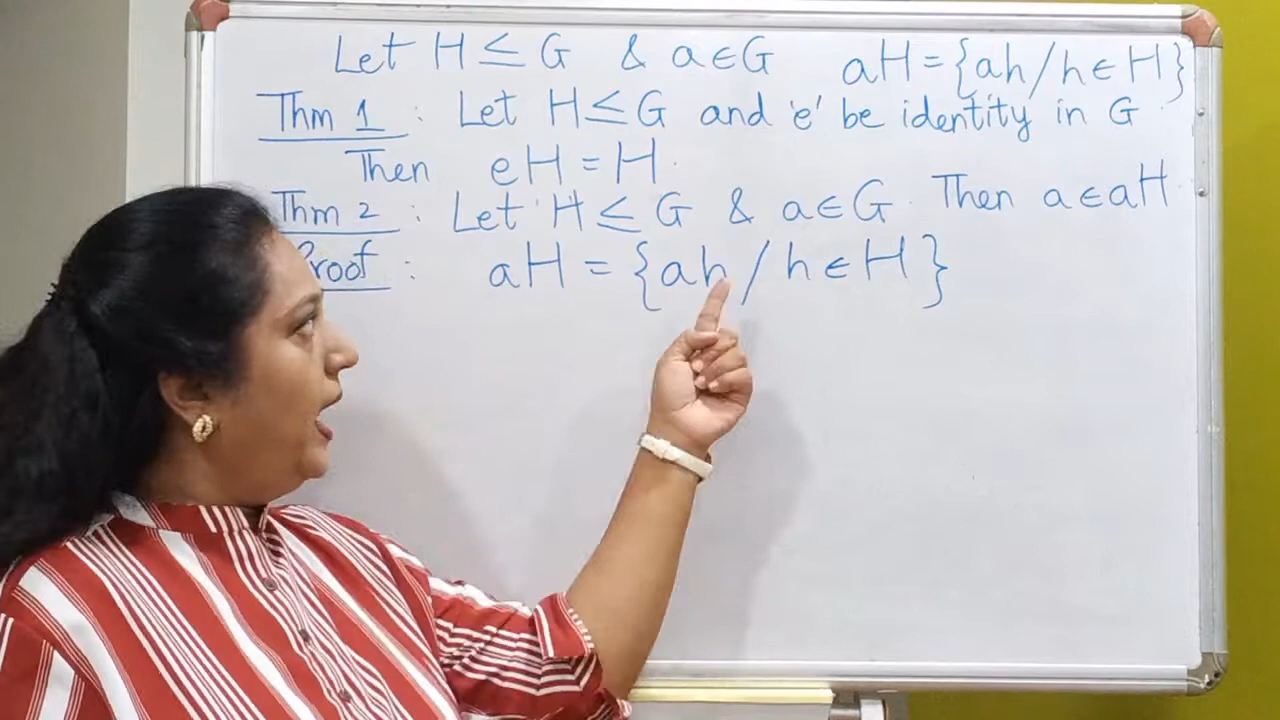 Let H ≤ G & a ∈ G aH = {ah / h ∈ H}
Thm 1 : Let H ≤ G and 'e' be identity in G.
Then eH = H.
Thm 2 : Let H ≤ G & a ∈ G. Then a ∈ aH.
Proof : aH = {ah / h ∈ H}